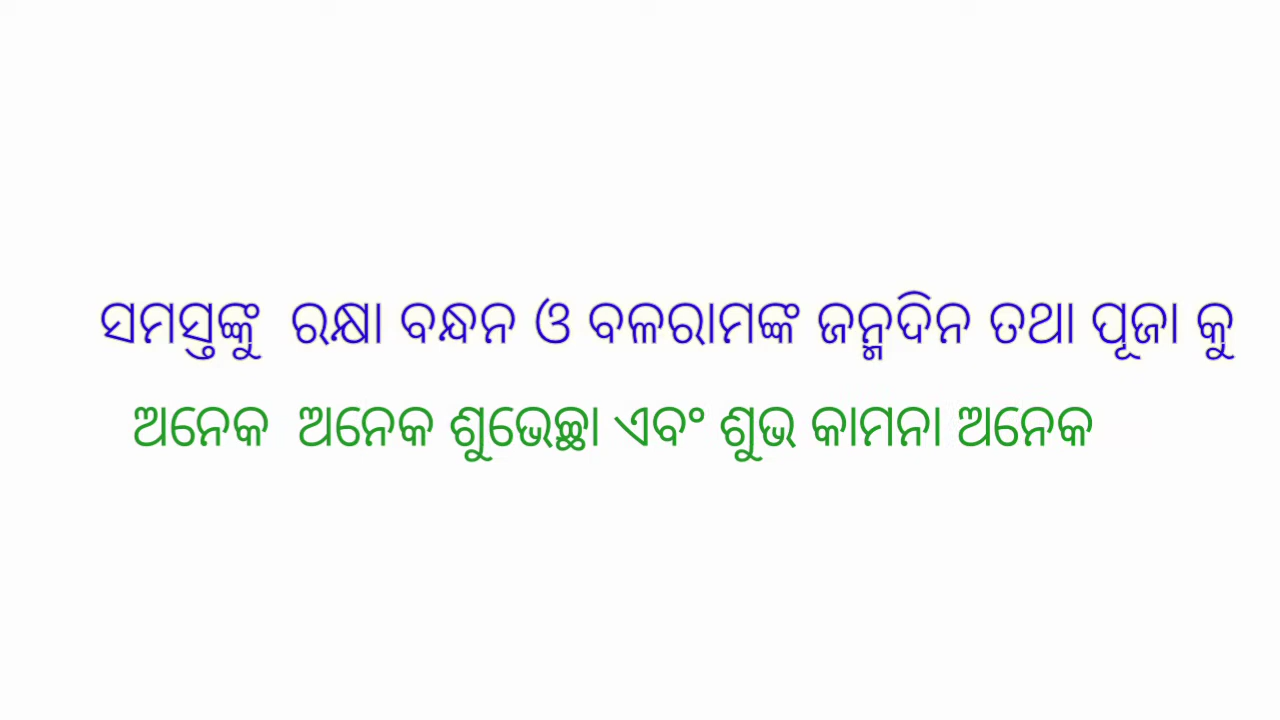 ସମସ୍ତଙ୍କୁ ରକ୍ଷା ବନ୍ଧନ ଓ ବଳରାମଙ୍କ ଜନ୍ମଦିନ ତଥା ପୂଜା କୁ
ଅନେକ ଅନେକ ଶୁଭେଚ୍ଛା ଏବଂ ଶୁଭ କାମନା ଅନେକ